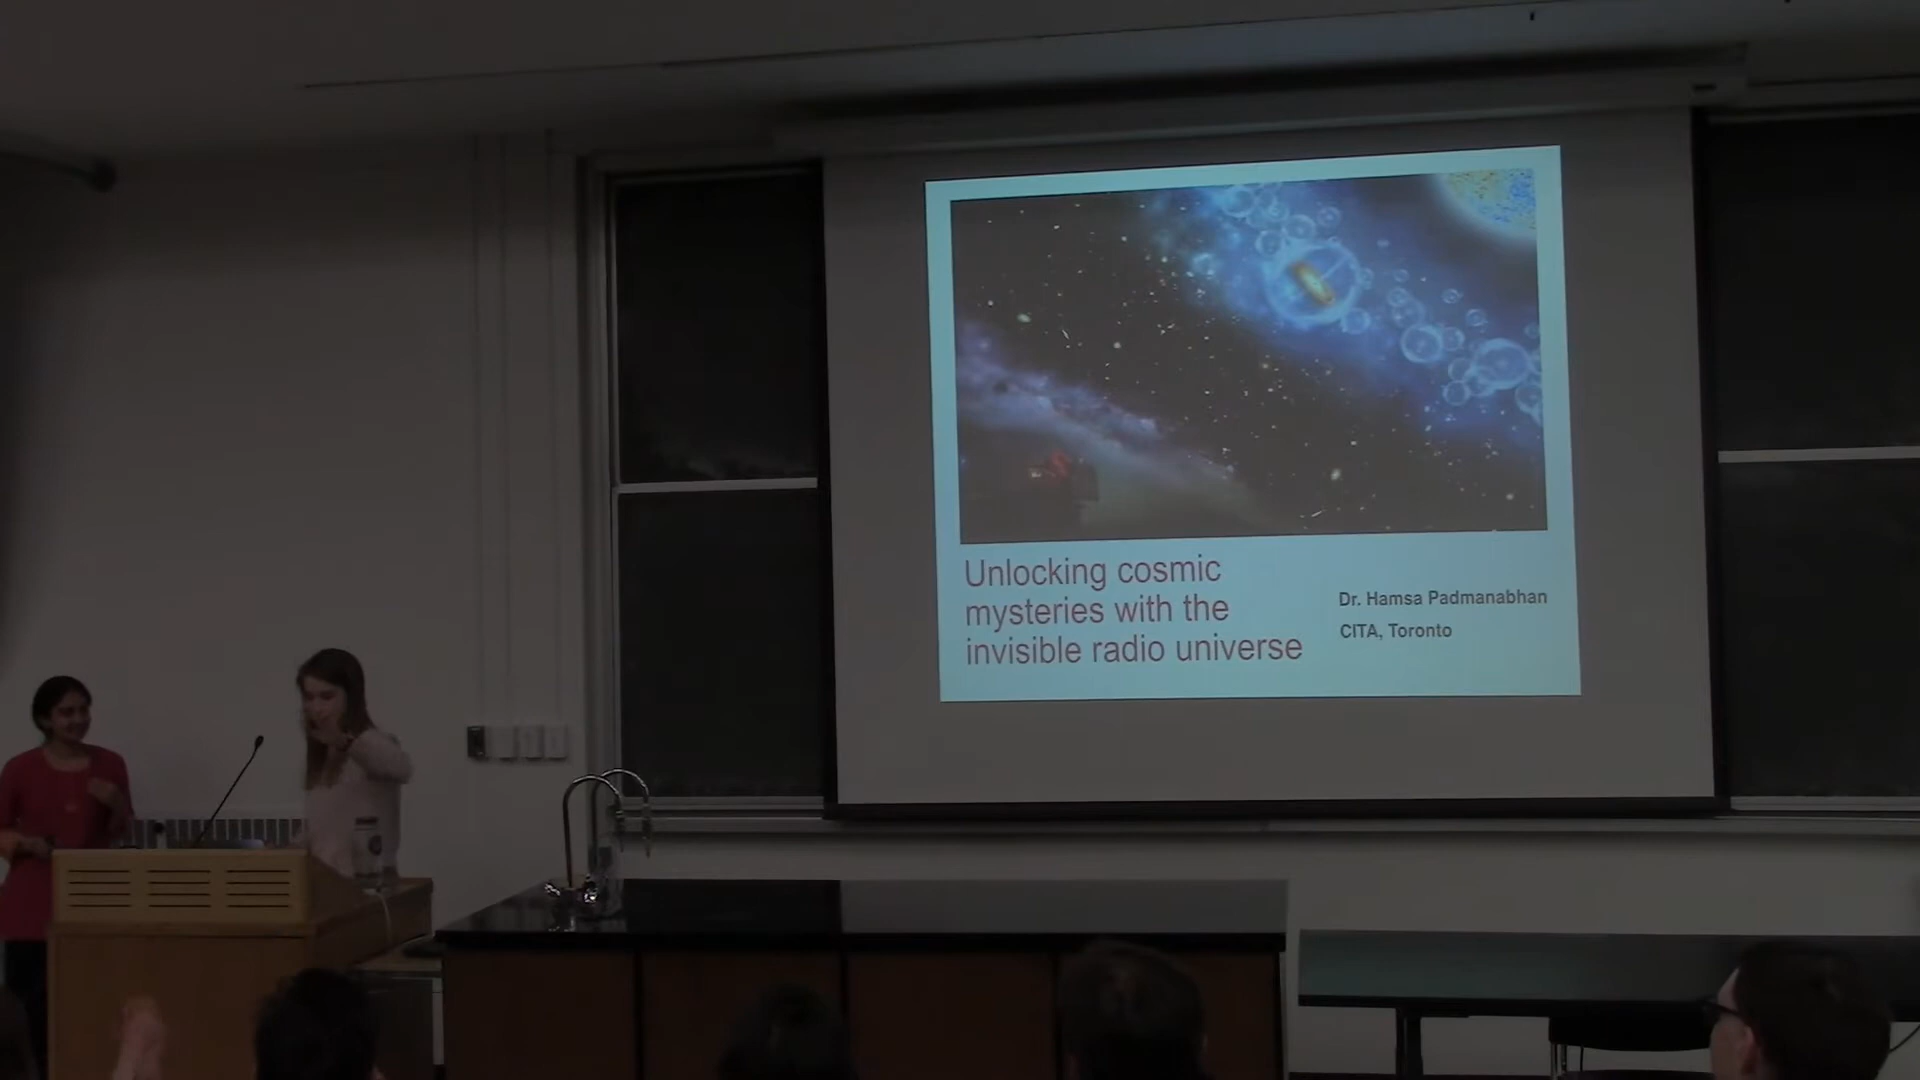 Unlocking cosmic
mysteries with the
invisible radio universe
Dr. Hamsa Padmanabhan
CITA, Toronto